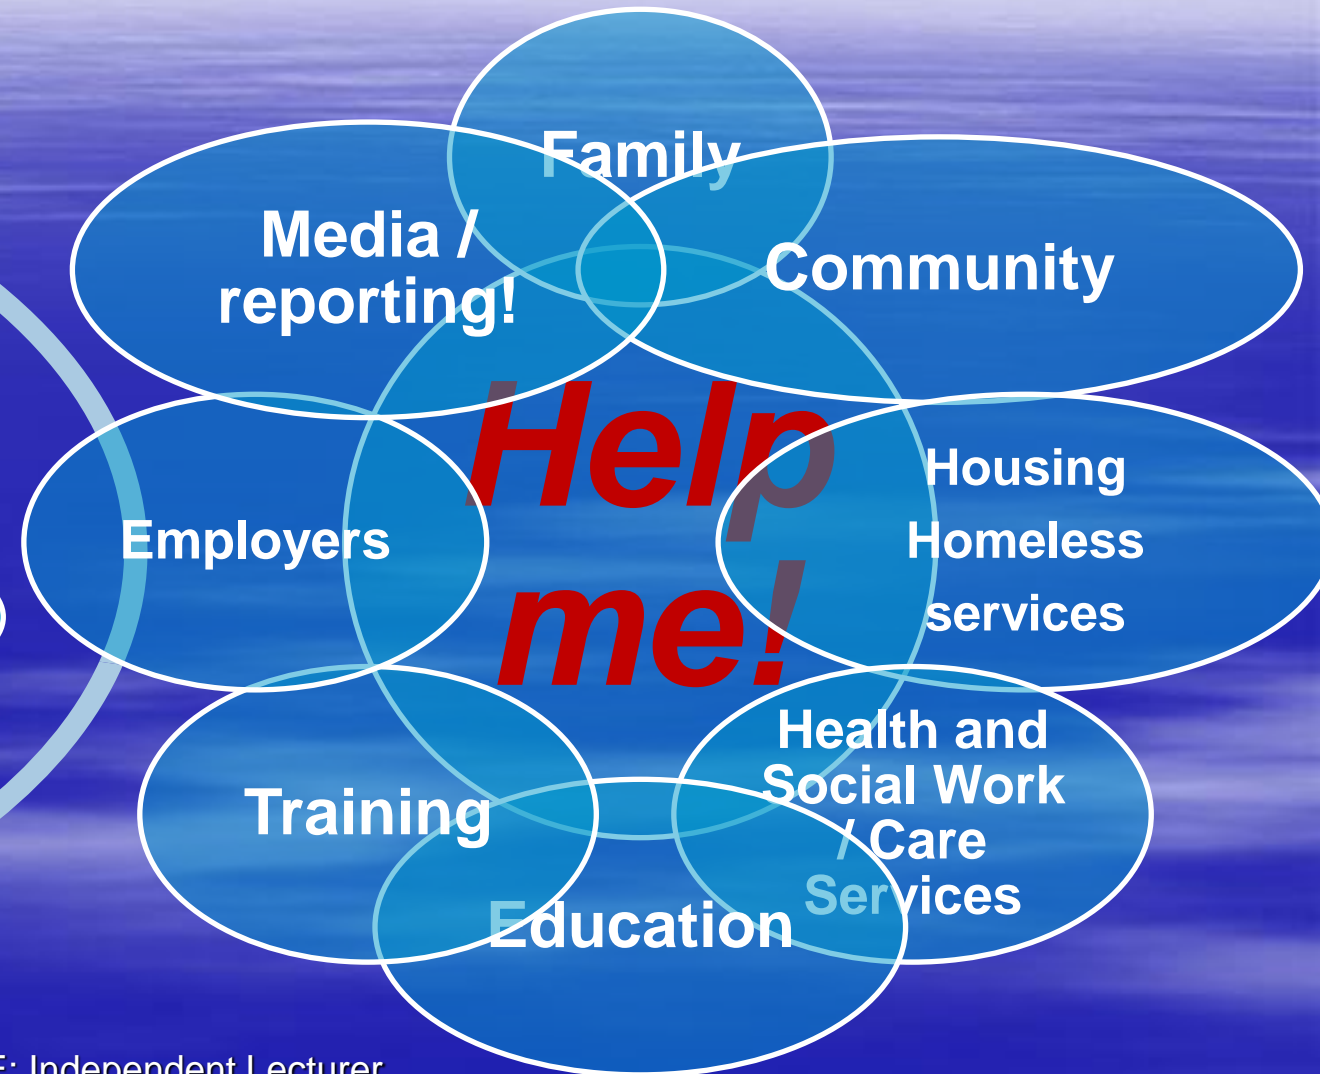 Family
Media /
reporting!
Community
Help
me!
Employers
Housing
Homeless
services
Training
Health and
Social Work
/ Care
Services
Education
: Independent Lecturer